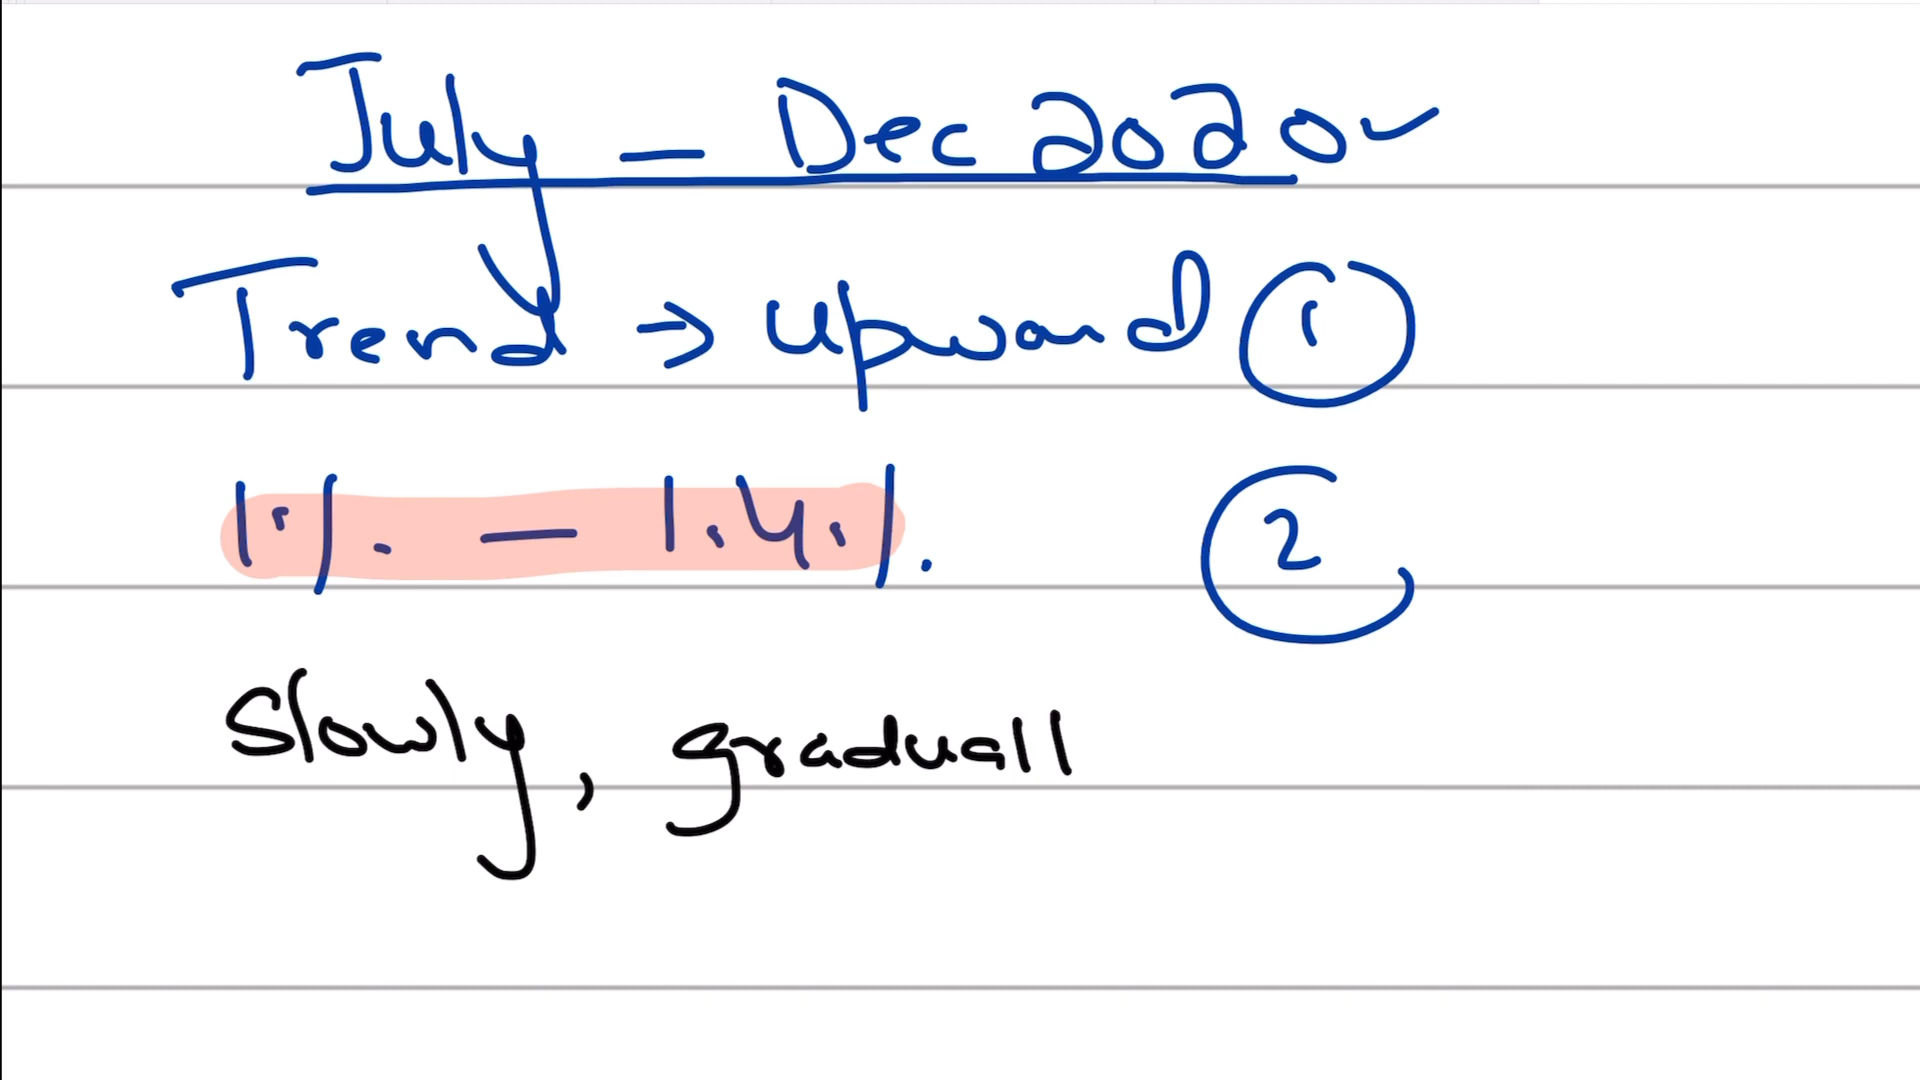 July – Dec 2020
Trend → upward 1
1% – 1.4% 2
Slowly, graduall